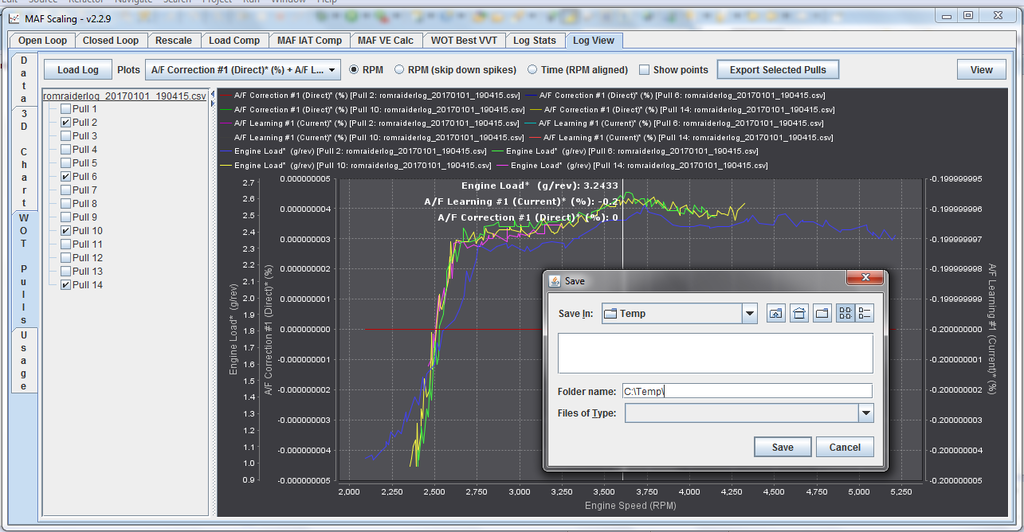 Edit Source Refactor Navigate Search Project Run MAF Window Help
MAF Scaling - v2.2.9
Open Loop Closed Loop Rescale Load Comp MAF IAT Comp MAF VE Calc WOT Best VVT Log Stats Log View
Data
3D Chart
WOT Pulls
Usage
Load Log Plots A/F Correction #1 (Direct)* (%) + A/F L... RPM RPM (skip down spikes) Time (RPM aligned) Show points Export Selected Pulls View
romraiderlog_20170101_190415.csv
Pull 1
Pull 2
Pull 3
Pull 4
Pull 5
Pull 6
Pull 7
Pull 8
Pull 9
Pull 10
Pull 11
Pull 12
Pull 13
Pull 14
A/F Correction #1 (Direct)* (%) [Pull 2: romraiderlog_20170101_190415.csv] A/F Correction #1 (Direct)* (%) [Pull 6: romraiderlog_20170101_190415.csv]
A/F Correction #1 (Direct)* (%) [Pull 10: romraiderlog_20170101_190415.csv] A/F Correction #1 (Direct)* (%) [Pull 14: romraiderlog_20170101_190415.csv]
A/F Learning #1 (Current)* (%) [Pull 2: romraiderlog_20170101_190415.csv] A/F Learning #1 (Current)* (%) [Pull 6: romraiderlog_20170101_190415.csv]
A/F Learning #1 (Current)* (%) [Pull 10: romraiderlog_20170101_190415.csv] A/F Learning #1 (Current)* (%) [Pull 14: romraiderlog_20170101_190415.csv]
Engine Load* (g/rev) [Pull 2: romraiderlog_20170101_190415.csv] Engine Load* (g/rev) [Pull 6: romraiderlog_20170101_190415.csv]
Engine Load* (g/rev) [Pull 10: romraiderlog_20170101_190415.csv] Engine Load* (g/rev) [Pull 14: romraiderlog_20170101_190415.csv]
Engine Load* (g/rev): 3.2433
A/F Learning #1 (Current)* (%): -0.2
A/F Correction #1 (Direct)* (%): 0
Engine Load* (g/rev)
2.7
2.6
2.4
2.3
2.2
2.1
2.0
1.9
1.8
1.7
1.6
1.5
1.4
1.3
1.2
1.1
1.0
0.9
A/F Correction #1 (Direct)* (%)
0.000000005
0.000000004
0.000000003
0.000000002
0.000000001
0.000000000
-0.000000001
-0.000000002
-0.000000003
-0.000000004
-0.000000005
-0.199999995
-0.199999996
-0.199999997
-0.199999998
-0.199999999
-0.200000000
-0.200000001
-0.200000002
-0.200000003
-0.200000004
-0.200000005
A/F Learning #1 (Current)* (%)
2,000 2,250 2,500 2,750 3,000 3,250 3,500 3,750 4,000 4,250 4,500 4,750 5,000 5,250
Engine Speed (RPM)
Save
Save In: Temp
Folder name: C:\Temp\
Files of Type:
Save Cancel